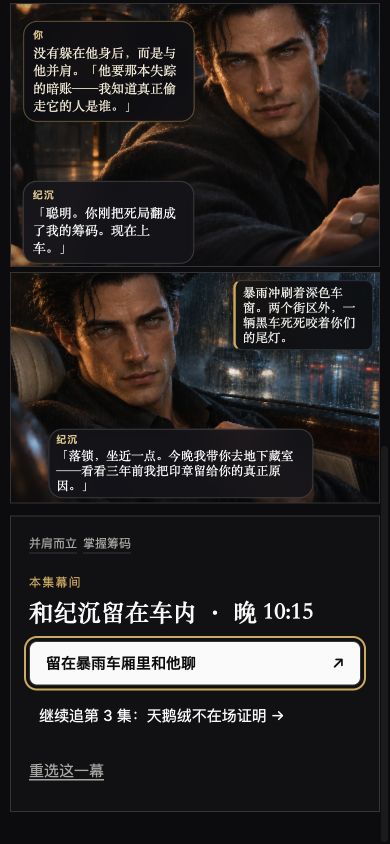 你
没有躲在他身后，而是与
他并肩。「他要那本失踪
的暗账——我知道真正偷
走它的人是谁。」
纪沉
「聪明。你刚把死局翻成
了我的筹码。现在上
车。」
暴雨冲刷着深色车
窗。两个街区外，一
辆黑车死死咬着你们
的尾灯。
纪沉
「落锁，坐近一点。今晚我带你去地下藏室
——看看三年前我把印章留给你的真正原
因。」
并肩而立 掌握筹码
本集幕间
和纪沉留在车内 · 晚 10:15
留在暴雨车厢里和他聊 ↗
继续追第 3 集：天鹅绒不在场证明 →
重选这一幕